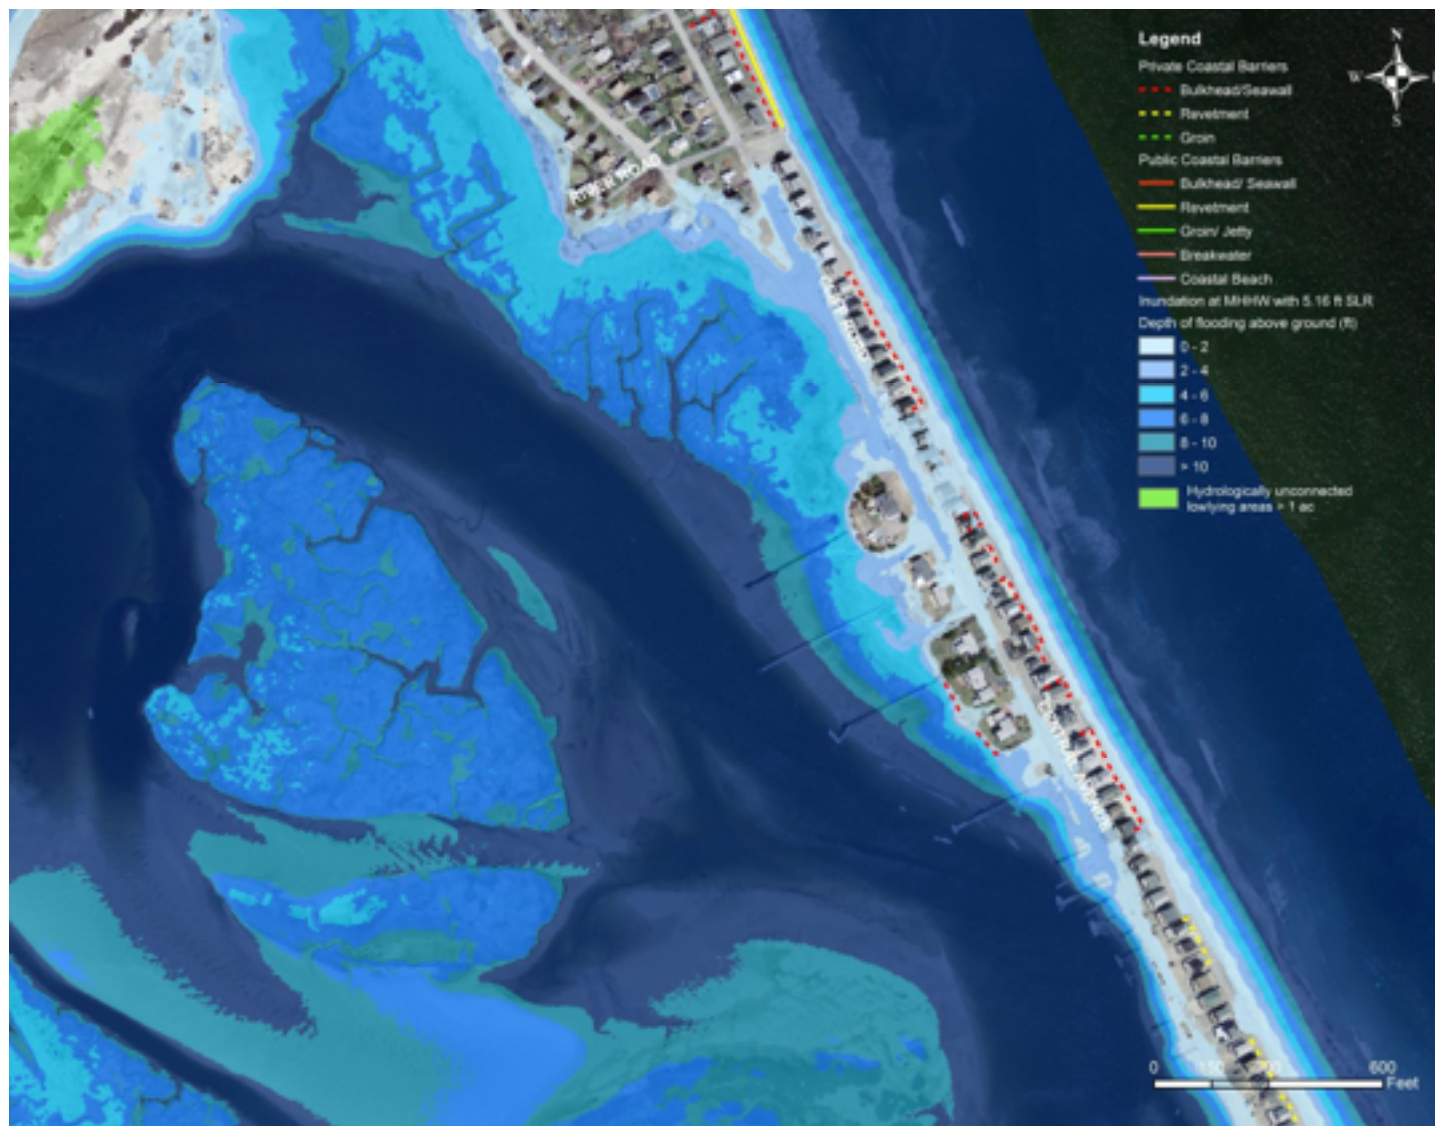 Legend
N
Private Coastal Barriers
W
Bulkhead/Seawall
Revetment
S
Groin
Public Coastal Barriers
Bulkhead/ Seawall
Revetment
Groin/ Jetty
Breakwater
Coastal Beach
Inundation at MHHW with 5.16 ft SLR
Depth of flooding above ground (ft)
0 - 2
2 - 4
4 - 6
6 - 8
8 - 10
> 10
Hydrologically unconnected
lowlying areas > 1 ac
0 150 600
Feet